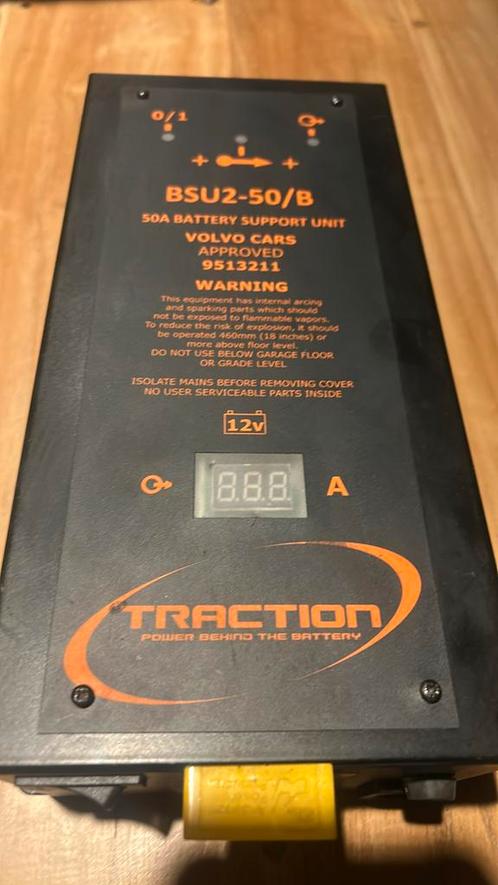 0/1
+ +
BSU2-50/B
50A BATTERY SUPPORT UNIT
VOLVO CARS
APPROVED
9513211
WARNING
This equipment has internal arcing
and sparking parts which should
not be exposed to flammable vapors.
To reduce the risk of explosion, it should
be operated 460mm (18 inches) or
more above floor level.
DO NOT USE BELOW GARAGE FLOOR
OR GRADE LEVEL
ISOLATE MAINS BEFORE REMOVING COVER
NO USER SERVICEABLE PARTS INSIDE
12v
8.8.8. A
TRACTION
POWER BEHIND THE BATTERY